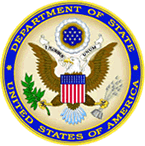 DEPARTMENT OF STATE
UNITED STATES OF AMERICA